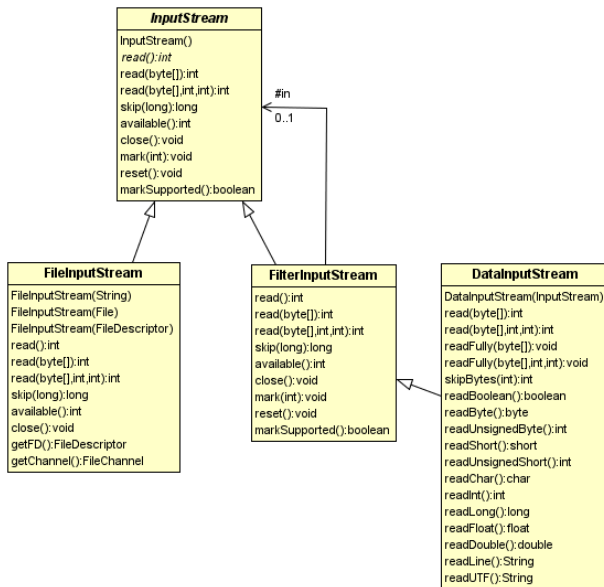 InputStream
InputStream()
read():int
read(byte[]):int
read(byte[],int,int):int
skip(long):long
available():int
close():void
mark(int):void
reset():void
markSupported():boolean
#in
0..1
FileInputStream
FileInputStream(String)
FileInputStream(File)
FileInputStream(FileDescriptor)
read():int
read(byte[]):int
read(byte[],int,int):int
skip(long):long
available():int
close():void
getFD():FileDescriptor
getChannel():FileChannel
FilterInputStream
read():int
read(byte[]):int
read(byte[],int,int):int
skip(long):long
available():int
close():void
mark(int):void
reset():void
markSupported():boolean
DataInputStream
DataInputStream(InputStream)
read(byte[]):int
read(byte[],int,int):int
readFully(byte[]):void
readFully(byte[],int,int):void
skipBytes(int):int
readBoolean():boolean
readByte():byte
readUnsignedByte():int
readShort():short
readUnsignedShort():int
readChar():char
readInt():int
readLong():long
readFloat():float
readDouble():double
readLine():String
readUTF():String